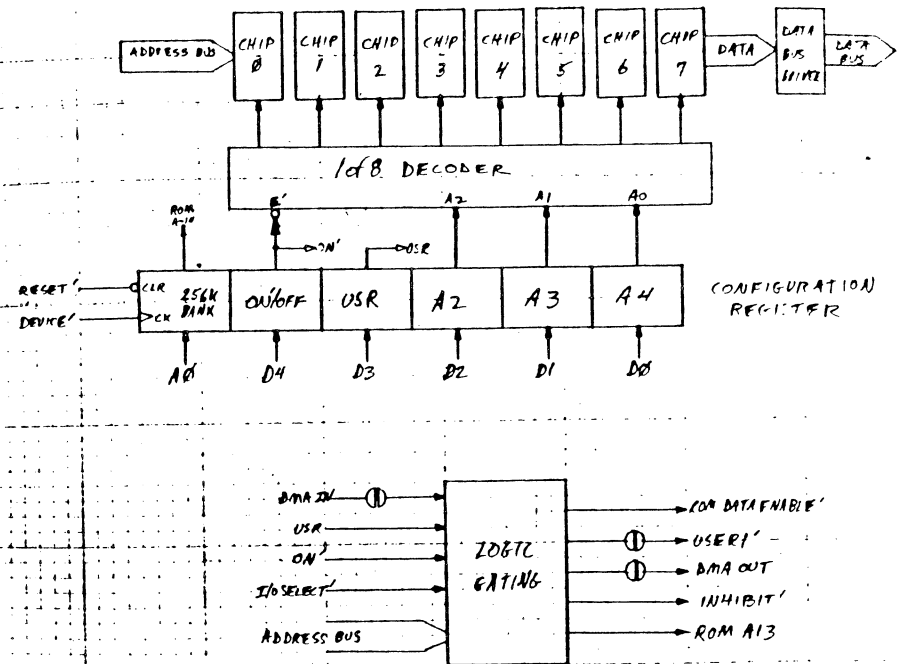 ADDRESS BUS
CHIP 0
CHIP 1
CHIP 2
CHIP 3
CHIP 4
CHIP 5
CHIP 6
CHIP 7
DATA
DATA BUS
DATA BUS
1 of 8 DECODER
E'
A2
A1
A0
ROM
ON'
USR
RESET'
DEVICE'
CLR
CK
256K BANK
ON'/OFF
USR
A2
A3
A4
CONFIGURATION
REGISTER
AØ
D4
D3
D2
D1
DØ
DMA IN
USR
ON'
I/O SELECT'
ADDRESS BUS
LOGIC
GATING
ROM DATA ENABLE'
USER1'
DMA OUT
INHIBIT'
ROM A13